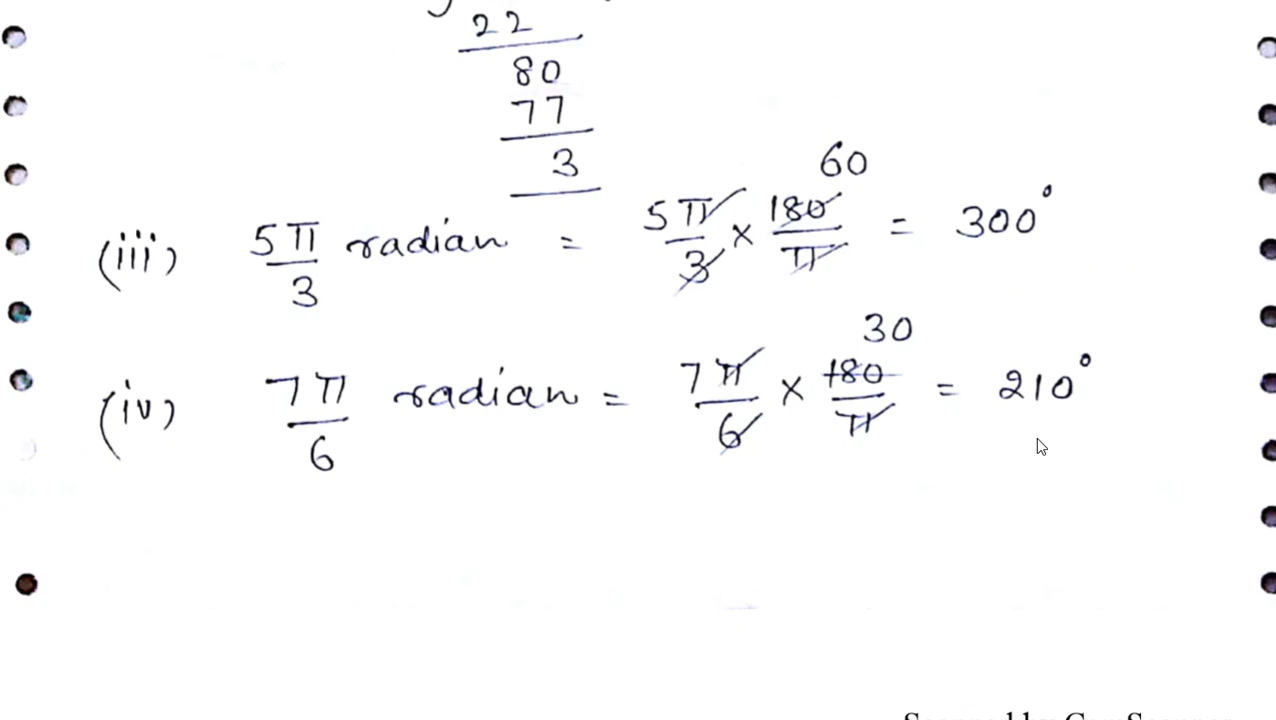 22
80
77
3
(iii) 5π/3 radian = 5π/3 × 180/π = 300° 60
(iv) 7π/6 radian = 7π/6 × 180/π = 210° 30